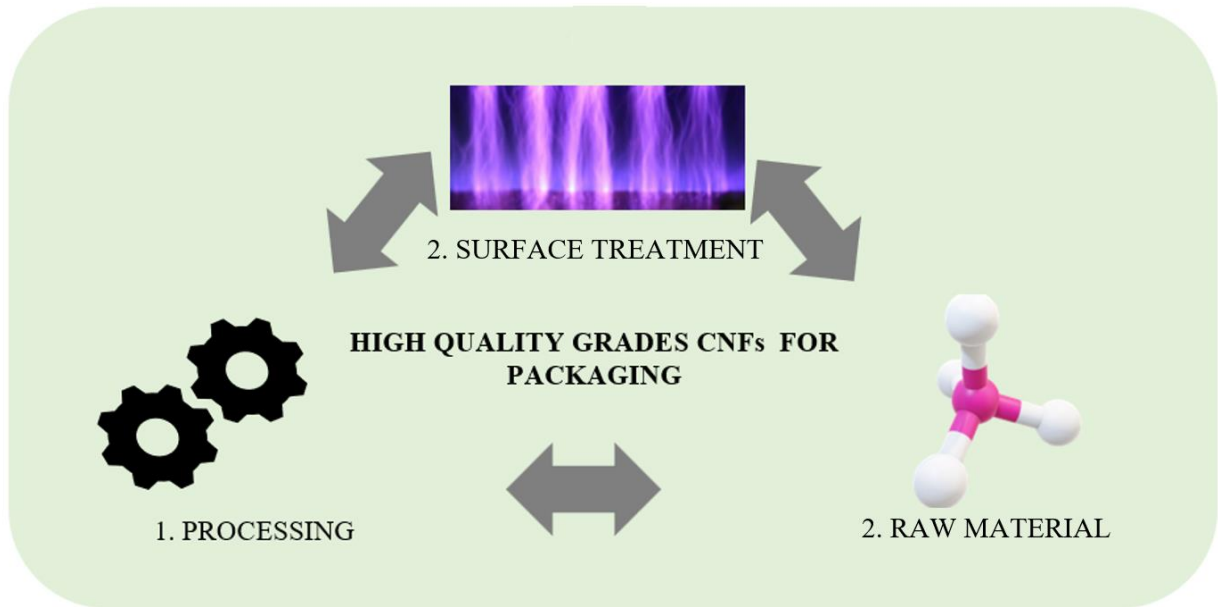 2. SURFACE TREATMENT
HIGH QUALITY GRADES CNFs FOR
PACKAGING
1. PROCESSING
2. RAW MATERIAL